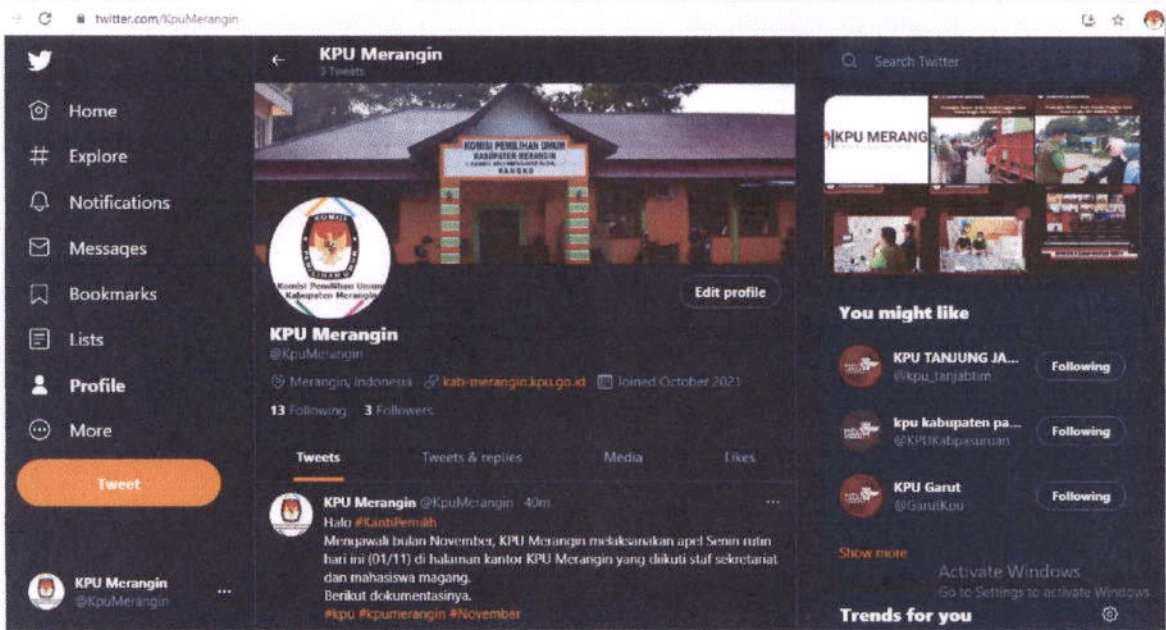 twitter.com/KpuMerangin
KPU Merangin
3 Tweets
Search Twitter
Home
Explore
Notifications
Messages
Bookmarks
Lists
Profile
More
Tweet
KPU Merangin
@KpuMerangin
KOMISI PEMILIHAN UMUM
KABUPATEN MERANGIN
BANGKO
KOMISI
PEMILIHAN UMUM
Komisi Pemilihan Umum
Kabupaten Merangin
Edit profile
KPU Merangin
@KpuMerangin
Merangin, Indonesia kab-merangin.kpu.go.id Joined October 2021
13 Following 3 Followers
Tweets Tweets & replies Media Likes
KPU Merangin @KpuMerangin · 40m
Halo #KantiPemilih
Mengawali bulan November, KPU Merangin melaksanakan apel Senin rutin
hari ini (01/11) di halaman kantor KPU Merangin yang diikuti staf sekretariat
dan mahasiswa magang.
Berikut dokumentasinya.
#kpu #kpumerangin #November
KPU MERANG
You might like
KPU TANJUNG JA...
@kpu_tanjabtim
Following
kpu kabupaten pa...
@KPUKabpasuruan
Following
KPU Garut
@GarutKpu
Following
Show more
Activate Windows
Go to Settings to activate Windows
Trends for you